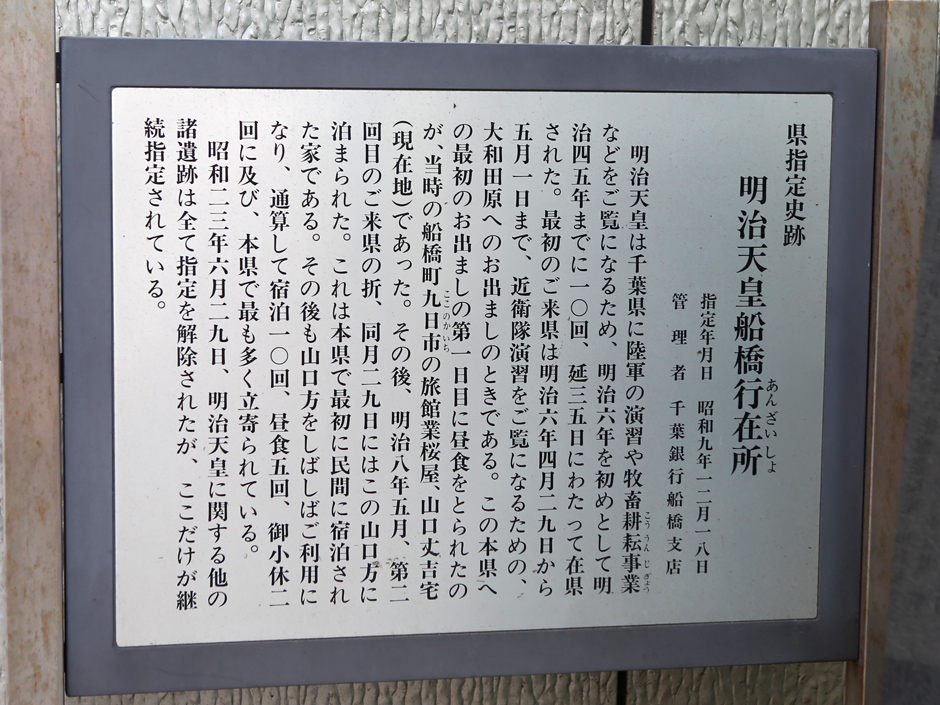 県指定史跡
明治天皇船橋行在所
あんざいしょ
指定年月日 昭和九年一二月一八日
管理者 千葉銀行船橋支店
明治天皇は千葉県に陸軍の演習や牧畜耕耘事業
こううんじぎょう
などをご覧になるため、明治六年を初めとして明
治四五年までに一〇回、延三五日にわたって在県
された。最初のご来県は明治六年四月二九日から
五月一日まで、近衛隊演習をご覧になるための、
大和田原へのお出ましのときである。この本県へ
の最初のお出ましの第一日目に昼食をとられたの
が、当時の船橋町九日市の旅館業桜屋、山口丈吉宅
ここのかいち
(現在地)であった。その後、明治八年五月、第二
回目のご来県の折、同月二九日にはこの山口方に
泊まられた。これは本県で最初に民間に宿泊され
た家である。その後も山口方をしばしばご利用に
なり、通算して宿泊一〇回、昼食五回、御小休二
回に及び、本県で最も多く立寄られている。
昭和二三年六月二九日、明治天皇に関する他の
諸遺跡は全て指定を解除されたが、ここだけが継
続指定されている。